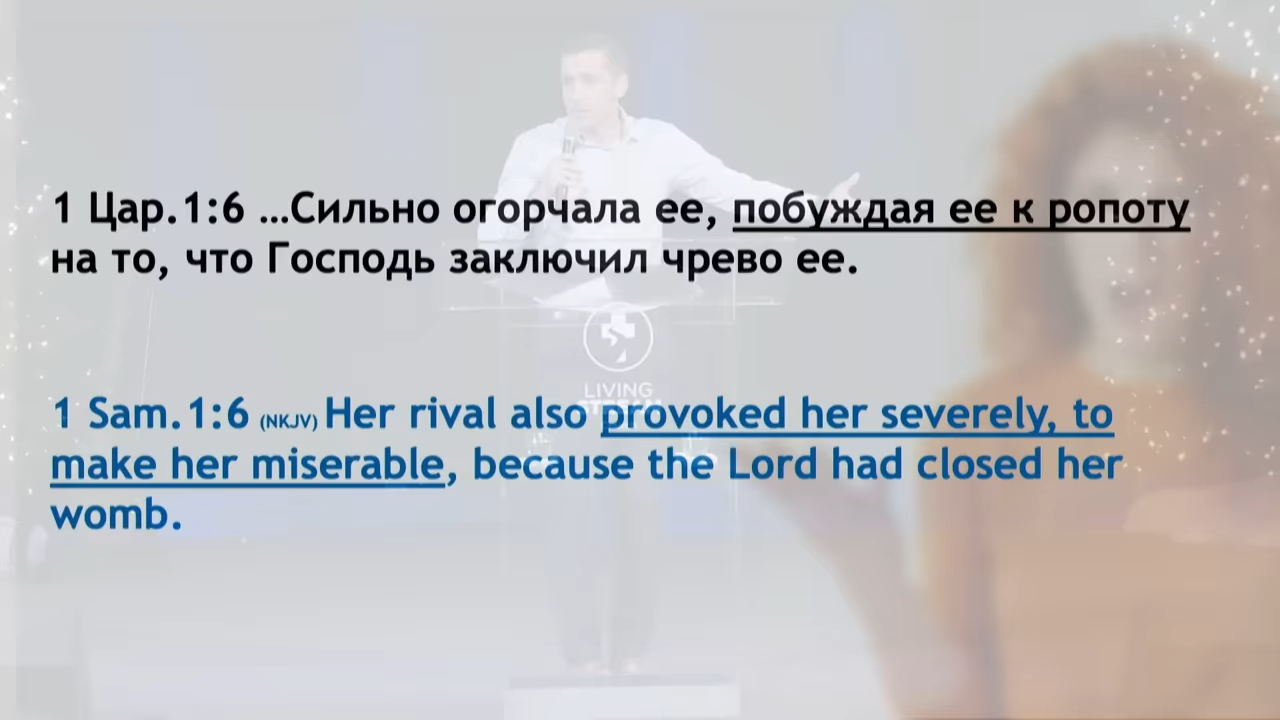 1 Цар.1:6 …Сильно огорчала ее, побуждая ее к ропоту
на то, что Господь заключил чрево ее.
LIVING
STREAM
1 Sam.1:6 (NKJV) Her rival also provoked her severely, to
make her miserable, because the Lord had closed her
womb.